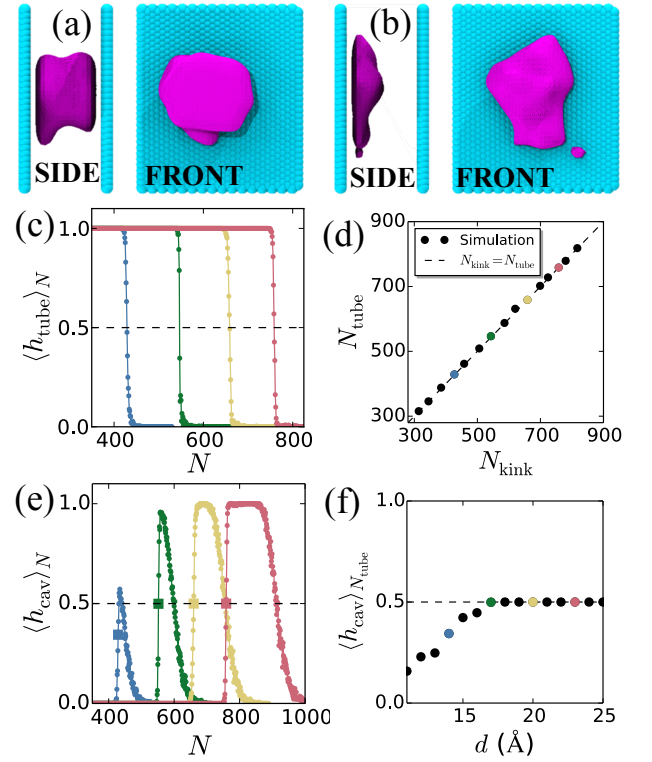 (a)
(b)
SIDE
FRONT
SIDE
FRONT
(c)
1.0
0.5
0.0
⟨h_tube⟩_N
400
600
800
N
(d)
900
700
500
300
N_tube
Simulation
N_kink = N_tube
300
500
700
900
N_kink
(e)
1.0
0.5
0.0
⟨h_cav⟩_N
400
600
800
1000
N
(f)
1.0
0.5
0.0
⟨h_cav⟩_N_tube
15
20
25
d (Å)